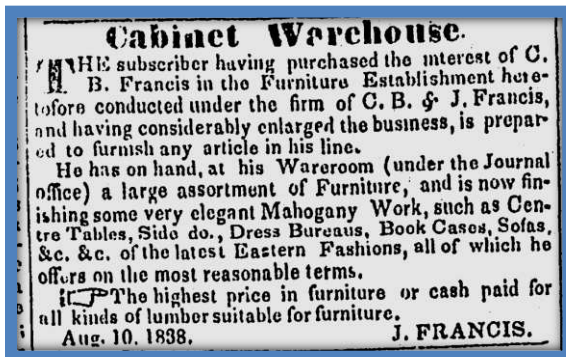 Cabinet Warehouse.
THE subscriber having purchased the interest of C.
B. Francis in the Furniture Establishment here-
tofore conducted under the firm of C. B. & J. Francis,
and having considerably enlarged the business, is prepar-
ed to furnish any article in his line.
He has on hand, at his Wareroom (under the Journal
office) a large assortment of Furniture, and is now fin-
ishing some very elegant Mahogany Work, such as Cen-
tre Tables, Side do., Dress Bureaus, Book Cases, Sofas,
&c. &c. of the latest Eastern Fashions, all of which he
offers on the most reasonable terms.
☞The highest price in furniture or cash paid for
all kinds of lumber suitable for furniture.
Aug. 10, 1838. J. FRANCIS.